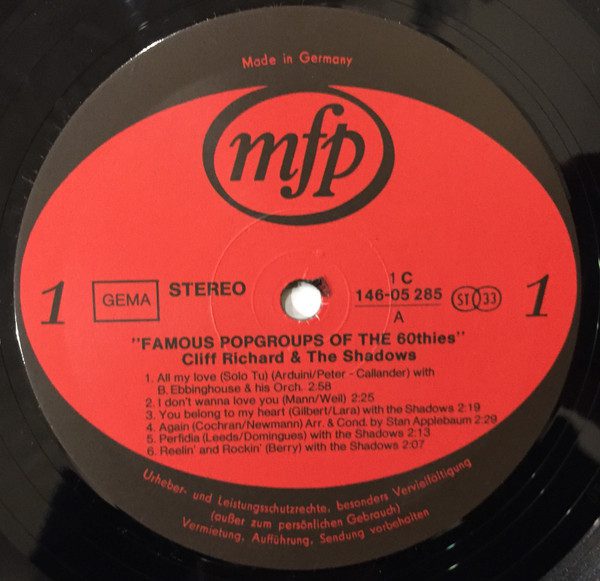 Made in Germany
mfp
1 GEMA STEREO 1 C 1
146-05 285 ST 33
A
"FAMOUS POPGROUPS OF THE 60thies"
Cliff Richard & The Shadows
1. All my love (Solo Tu) (Arduini/Peter - Callander) with
B. Ebbinghouse & his Orch. 2:58
2. I don't wanna love you (Mann/Weil) 2:25
3. You belong to my heart (Gilbert/Lara) with the Shadows 2:19
4. Again (Cochran/Newmann) Arr. & Cond. by Stan Applebaum 2:29
5. Perfidia (Leeds/Domingues) with the Shadows 2:13
6. Reelin' and Rockin' (Berry) with the Shadows 2:07
Urheber- und Leistungsschutzrechte, besonders Vervielfältigung
(außer zum persönlichen Gebrauch)
Vermietung, Aufführung, Sendung vorbehalten